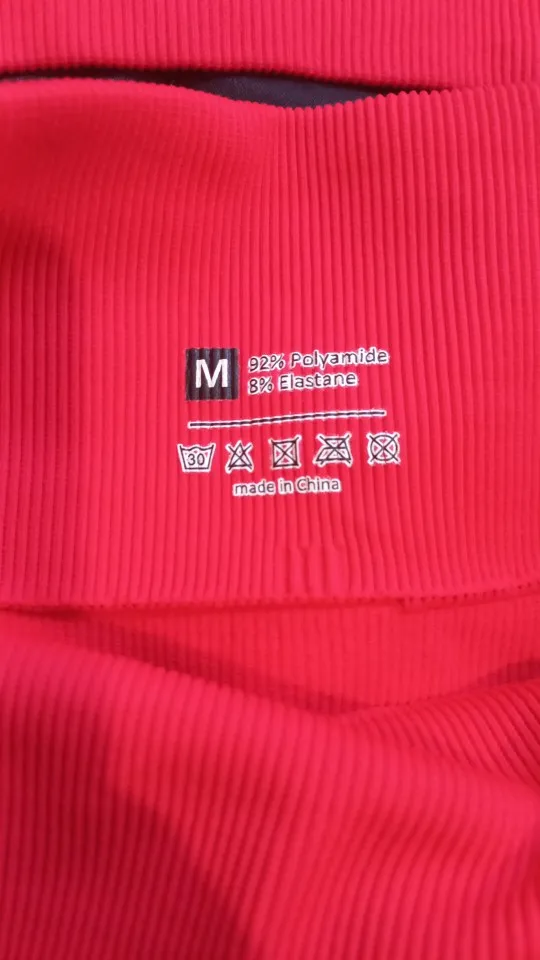 M
92% Polyamide
8% Elastane
30
made in China